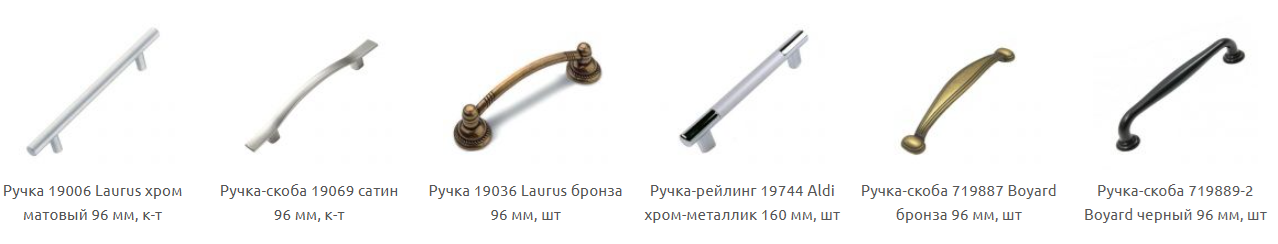 Ручка 19006 Laurus хром
матовый 96 мм, к-т
Ручка-скоба 19069 сатин
96 мм, к-т
Ручка 19036 Laurus бронза
96 мм, шт
Ручка-рейлинг 19744 Aldi
хром-металлик 160 мм, шт
Ручка-скоба 719887 Boyard
бронза 96 мм, шт
Ручка-скоба 719889-2
Boyard черный 96 мм, шт